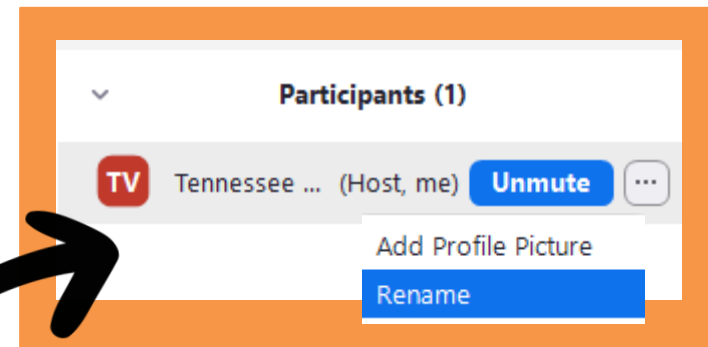 Participants (1)
TV Tennessee ... (Host, me) Unmute ...
Add Profile Picture
Rename